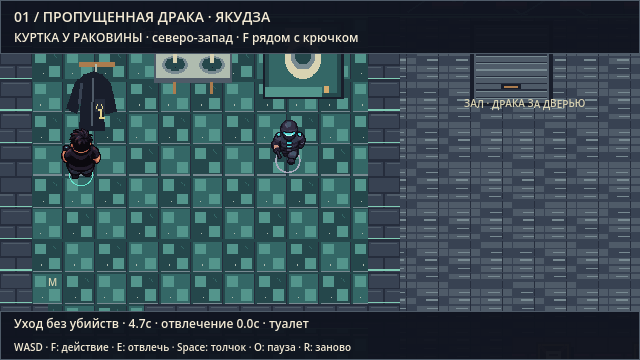 01 / ПРОПУЩЕННАЯ ДРАКА · ЯКУДЗА
КУРТКА У РАКОВИНЫ · северо-запад · F рядом с крючком
ЗАЛ · ДРАКА ЗА ДВЕРЬЮ
М
Уход без убийств · 4.7с · отвлечение 0.0с · туалет
WASD · F: действие · E: отвлечь · Space: толчок · O: пауза · R: заново